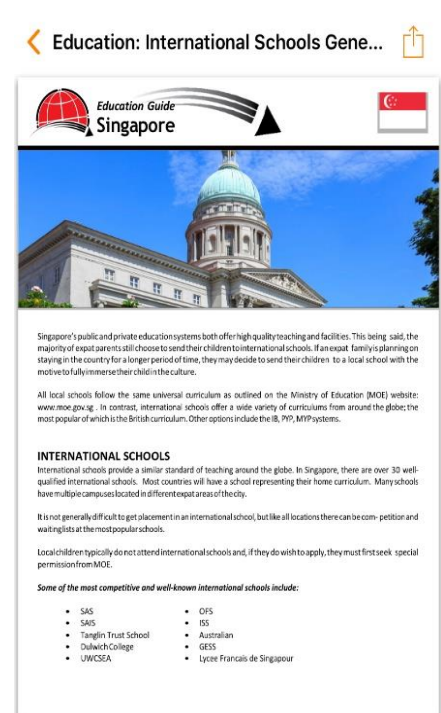 Education: International Schools Gene...
Education Guide
Singapore
Singapore's public and private education systems both offer high quality teaching and facilities. This being said, the
majority of expat parents still choose to send their children to international schools. If an expat family is planning on
staying in the country for a longer period of time, they may decide to send their children to a local school with the
motive to fully immerse their child in the culture.
All local schools follow the same universal curriculum as outlined on the Ministry of Education (MOE) website:
www.moe.gov.sg . In contrast, international schools offer a wide variety of curriculums from around the globe; the
most popular of which is the British curriculum. Other options include the IB, PYP, MYP systems.
INTERNATIONAL SCHOOLS
International schools provide a similar standard of teaching around the globe. In Singapore, there are over 30 well-
qualified international schools. Most countries will have a school representing their home curriculum. Many schools
have multiple campuses located in different expat areas of the city.
It is not generally difficult to get placement in an international school, but like all locations there can be com- petition and
waiting lists at the most popular schools.
Local children typically do not attend international schools and, if they do wish to apply, they must first seek special
permission from MOE.
Some of the most competitive and well-known international schools include:
• SAS
• SAIS
• Tanglin Trust School
• Dulwich College
• UWCSEA
• OFS
• ISS
• Australian
• GESS
• Lycee Francais de Singapour